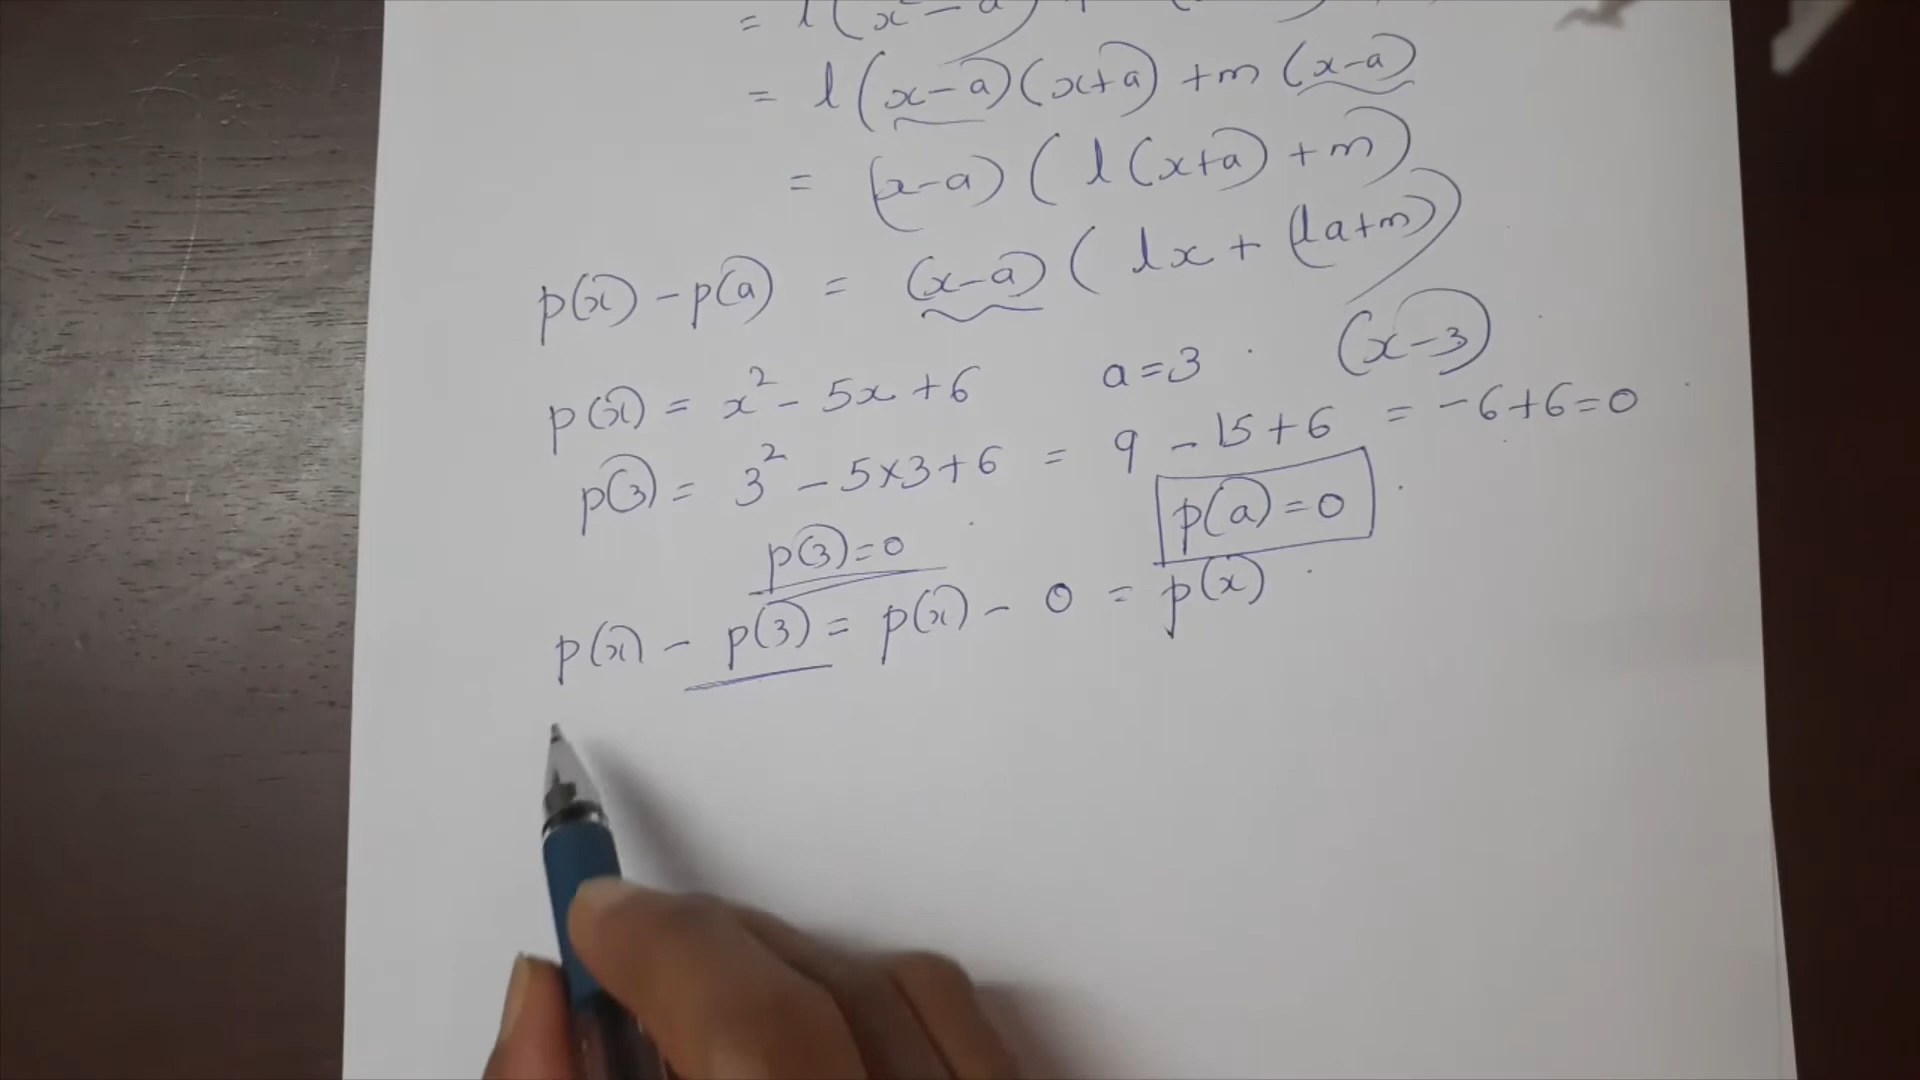 = l(x² - a
= l(x-a)(x+a) + m(x-a)
= (x-a)(l(x+a)+m)
p(x) - p(a) = (x-a)(lx + (la+m))
p(x) = x² - 5x + 6 a = 3 (x-3)
p(3) = 3² - 5×3 + 6 = 9 - 15 + 6 = -6+6=0
p(3)=0 p(a)=0
p(x) - p(3) = p(x) - 0 = p(x)